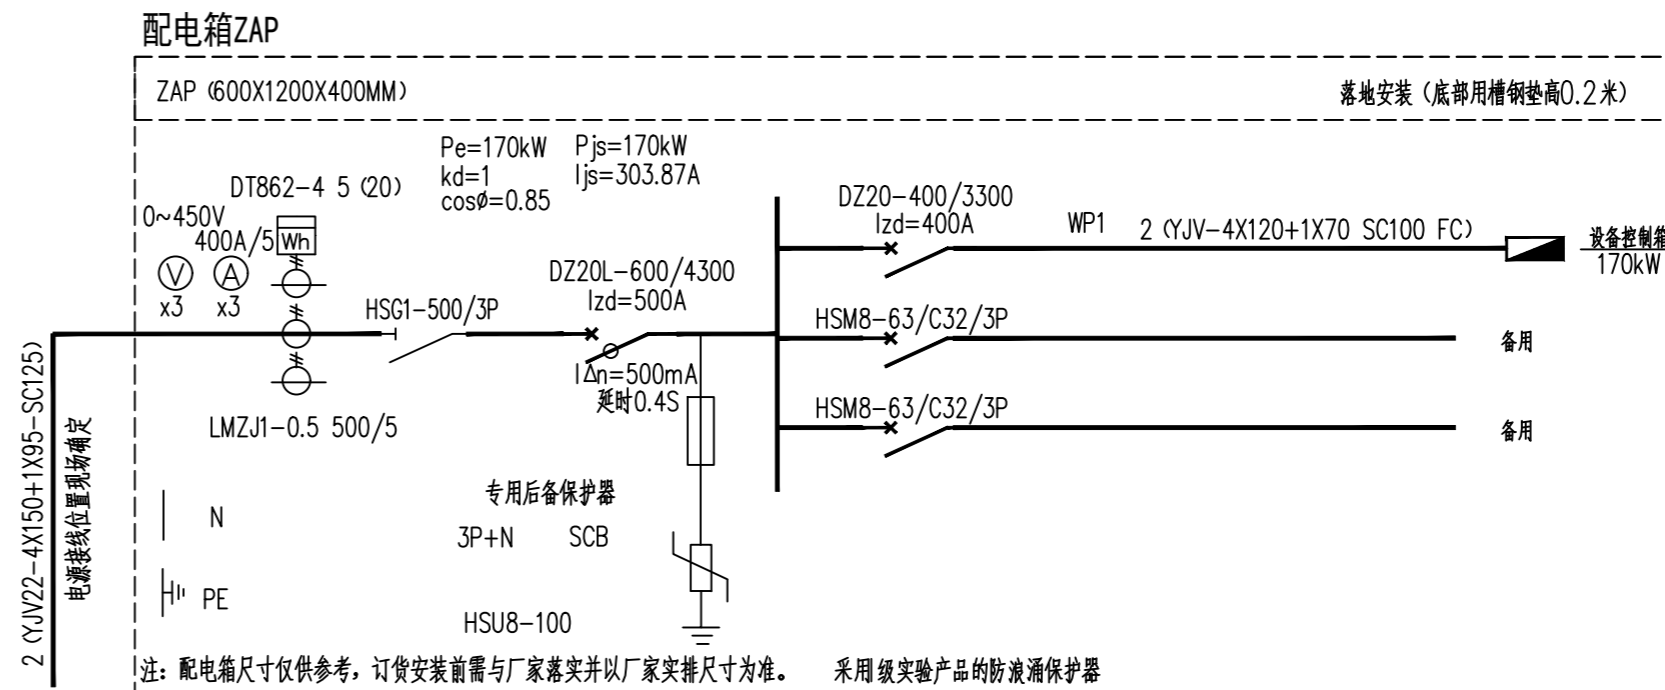 配电箱ZAP
ZAP (600X1200X400MM)
落地安装（底部用槽钢垫高0.2米）
Pe=170kW
kd=1
cosø=0.85
Pjs=170kW
Ijs=303.87A
DT862-4 5 (20)
0~450V
400A/5
Wh
V
A
x3
x3
HSG1-500/3P
DZ20L-600/4300
Izd=500A
IΔn=500mA
延时0.4S
LMZJ1-0.5 500/5
DZ20-400/3300
Izd=400A
WP1
2 (YJV-4X120+1X70 SC100 FC)
设备控制箱
170kW
HSM8-63/C32/3P
备用
HSM8-63/C32/3P
备用
2 (YJV22-4X150+1X95-SC125)
电源接线位置现场确定
N
PE
专用后备保护器
3P+N SCB
HSU8-100
注：配电箱尺寸仅供参考，订货安装前需与厂家落实并以厂家实排尺寸为准。
采用I级实验产品的防浪涌保护器